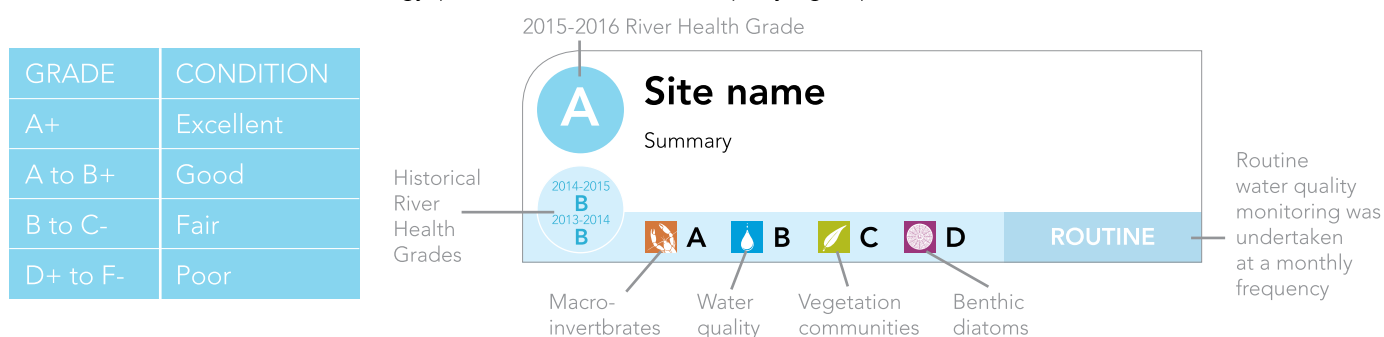 2015-2016 River Health Grade
GRADE CONDITION
A+ Excellent
A to B+ Good
B to C- Fair
D+ to F- Poor
A
Site name
Summary
Historical
River
Health
Grades
2014-2015
B
2013-2014
B
A B C D ROUTINE
Macro-
invertbrates
Water
quality
Vegetation
communities
Benthic
diatoms
Routine
water quality
monitoring was
undertaken
at a monthly
frequency